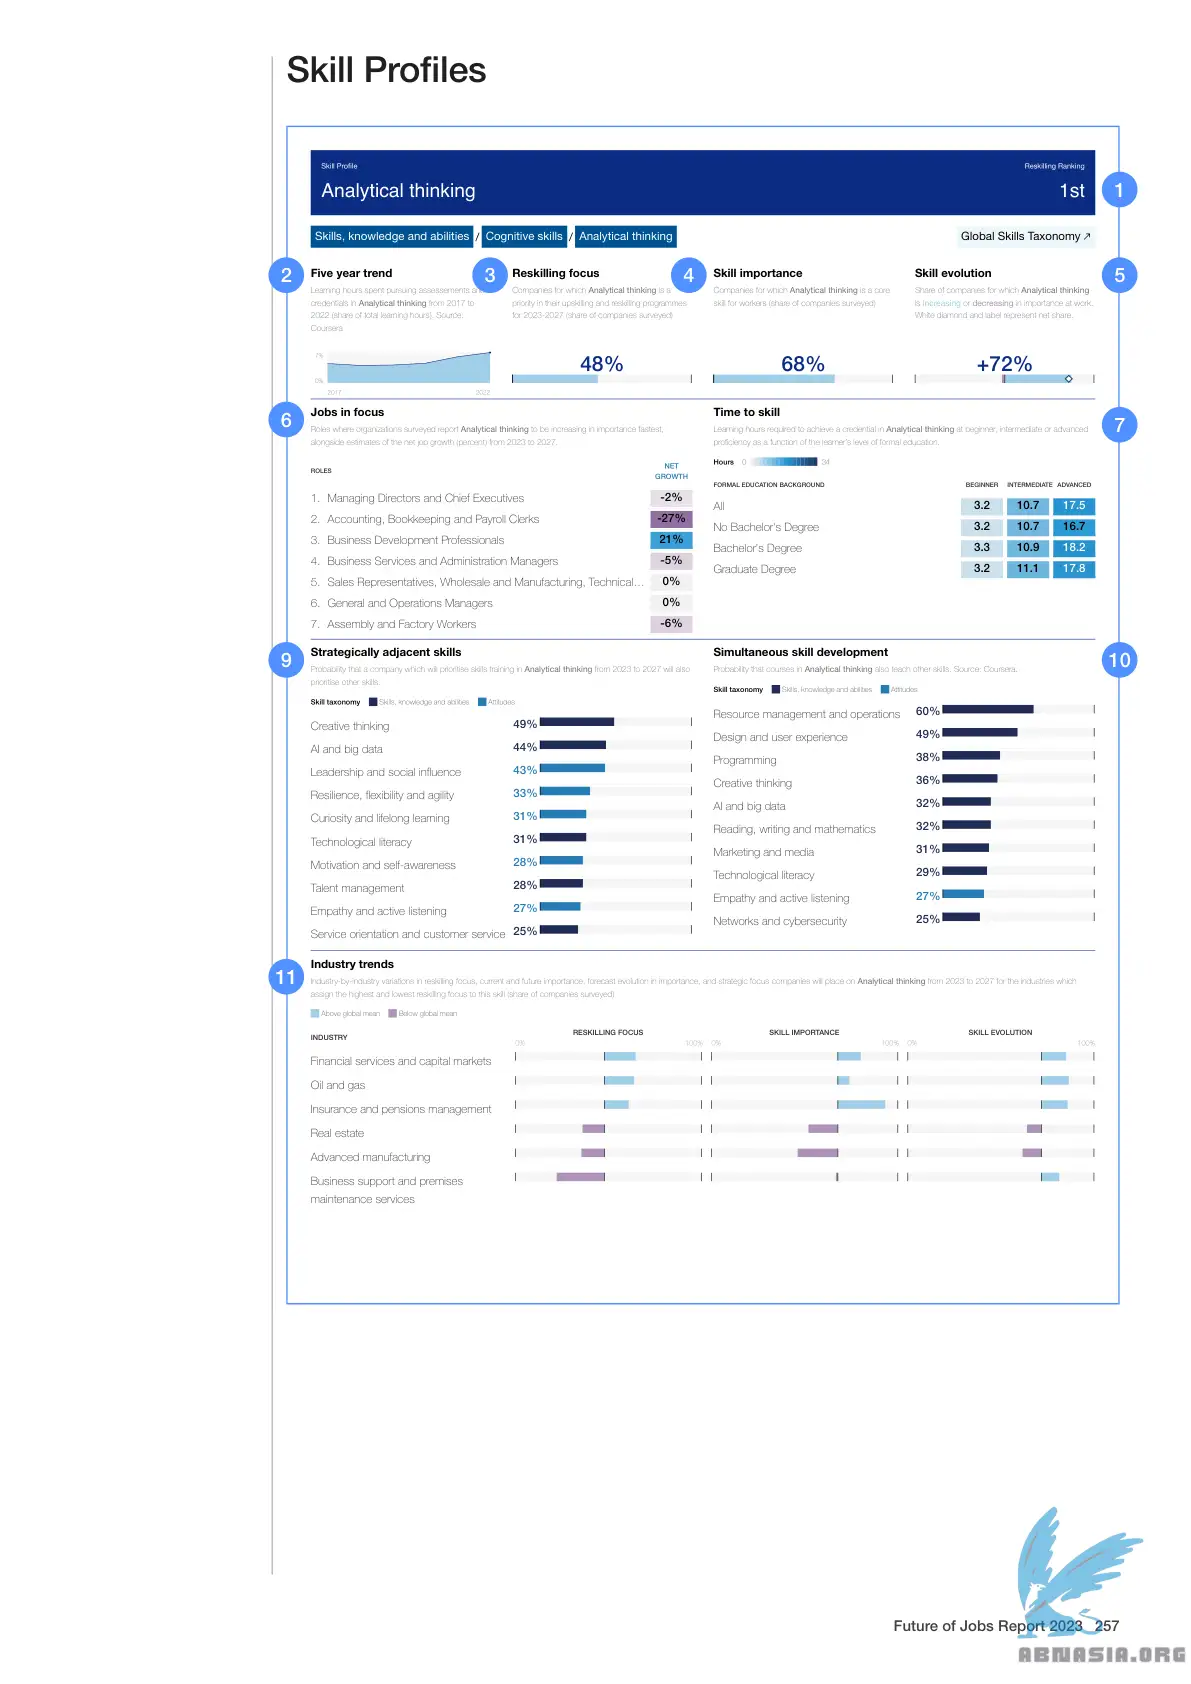 Skill Profiles
Skill Profile
Reskilling Ranking
Analytical thinking
1st
1
Skills, knowledge and abilities / Cognitive skills / Analytical thinking
Global Skills Taxonomy ↗
2
Five year trend
Learning hours spent pursuing assessements
credentials in Analytical thinking from 2017 to
2022 (share of total learning hours). Source:
Coursera
7%
0%
2017
2022
3
Reskilling focus
Companies for which Analytical thinking is a
priority in their upskilling and reskilling programmes
for 2023-2027 (share of companies surveyed)
48%
4
Skill importance
Companies for which Analytical thinking is a core
skill for workers (share of companies surveyed)
68%
5
Skill evolution
Share of companies for which Analytical thinking
is increasing or decreasing in importance at work.
White diamond and label represent net share.
+72%
6
Jobs in focus
Roles where organizations surveyed report Analytical thinking to be increasing in importance fastest,
alongside estimates of the net job growth (percent) from 2023 to 2027.
ROLES
NET
GROWTH
1. Managing Directors and Chief Executives -2%
2. Accounting, Bookkeeping and Payroll Clerks -27%
3. Business Development Professionals 21%
4. Business Services and Administration Managers -5%
5. Sales Representatives, Wholesale and Manufacturing, Technical... 0%
6. General and Operations Managers 0%
7. Assembly and Factory Workers -6%
7
Time to skill
Learning hours required to achieve a credential in Analytical thinking at beginner, intermediate or advanced
proficiency as a function of the learner's level of formal education.
Hours 0 34
FORMAL EDUCATION BACKGROUND BEGINNER INTERMEDIATE ADVANCED
All 3.2 10.7 17.5
No Bachelor's Degree 3.2 10.7 16.7
Bachelor's Degree 3.3 10.9 18.2
Graduate Degree 3.2 11.1 17.8
9
Strategically adjacent skills
Probability that a company which will prioritise skills training in Analytical thinking from 2023 to 2027 will also
prioritise other skills.
Skill taxonomy Skills, knowledge and abilities Attitudes
Creative thinking 49%
AI and big data 44%
Leadership and social influence 43%
Resilience, flexibility and agility 33%
Curiosity and lifelong learning 31%
Technological literacy 31%
Motivation and self-awareness 28%
Talent management 28%
Empathy and active listening 27%
Service orientation and customer service 25%
10
Simultaneous skill development
Probability that courses in Analytical thinking also teach other skills. Source: Coursera.
Skill taxonomy Skills, knowledge and abilities Attitudes
Resource management and operations 60%
Design and user experience 49%
Programming 38%
Creative thinking 36%
AI and big data 32%
Reading, writing and mathematics 32%
Marketing and media 31%
Technological literacy 29%
Empathy and active listening 27%
Networks and cybersecurity 25%
11
Industry trends
Industry-by-industry variations in reskilling focus, current and future importance, forecast evolution in importance, and strategic focus companies will place on Analytical thinking from 2023 to 2027 for the industries which
assign the highest and lowest reskilling focus to this skill (share of companies surveyed)
Above global mean Below global mean
INDUSTRY
RESKILLING FOCUS SKILL IMPORTANCE SKILL EVOLUTION
0% 100% 0% 100% 0% 100%
Financial services and capital markets
Oil and gas
Insurance and pensions management
Real estate
Advanced manufacturing
Business support and premises
maintenance services
Future of Jobs Report 2023 257
ABNASIA.ORG